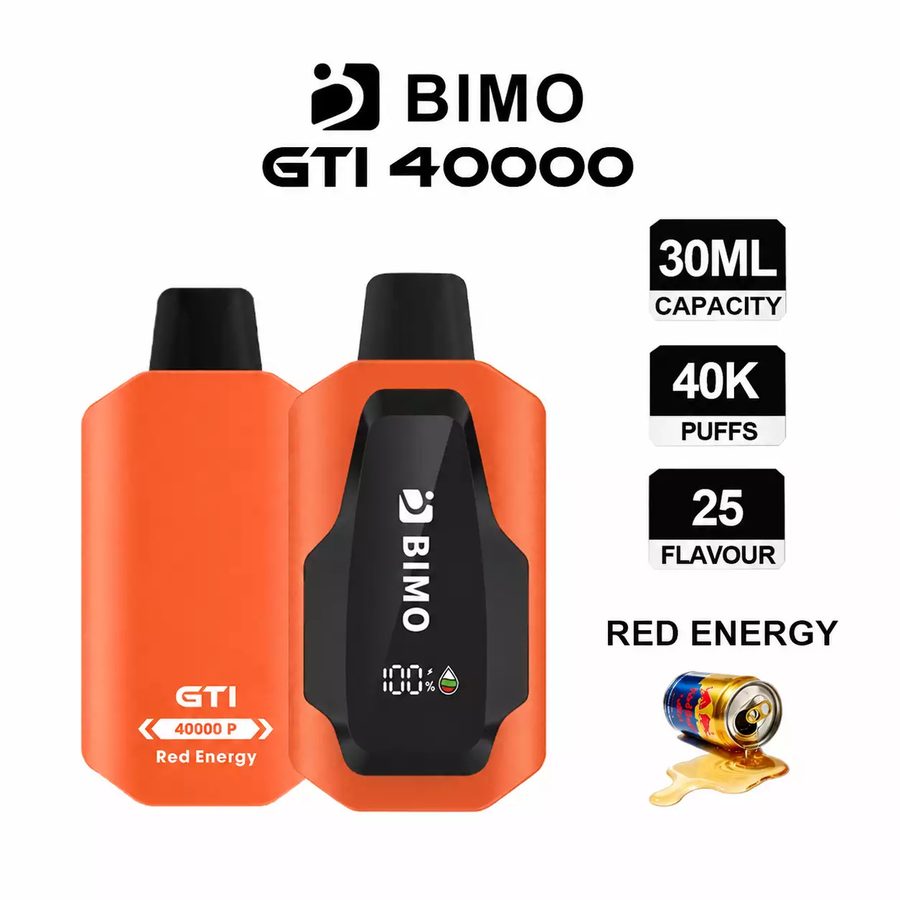 BIMO
GTI 40000
30ML
CAPACITY
40K
PUFFS
25
FLAVOUR
RED ENERGY
GTI
40000 P
Red Energy
BIMO
100%